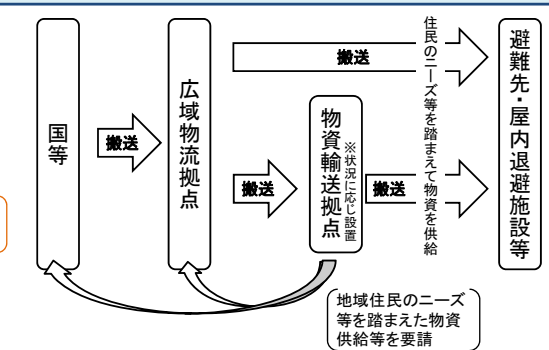 国等
搬送
広域物流拠点
搬送
搬送
物資輸送拠点
※状況に応じ設置
搬送
住民のニーズ等を踏まえて物資を供給
避難先・屋内退避施設等
地域住民のニーズ
等を踏まえた物資
供給等を要請